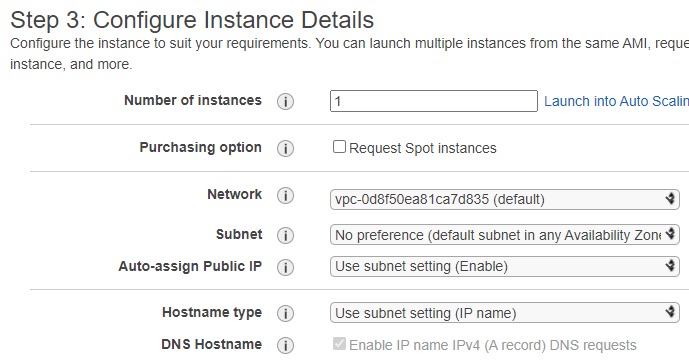 Step 3: Configure Instance Details
Configure the instance to suit your requirements. You can launch multiple instances from the same AMI, reque
instance, and more.
Number of instances i 1 Launch into Auto Scalin
Purchasing option i Request Spot instances
Network i vpc-0d8f50ea81ca7d835 (default)
Subnet i No preference (default subnet in any Availability Zone
Auto-assign Public IP i Use subnet setting (Enable)
Hostname type i Use subnet setting (IP name)
DNS Hostname i Enable IP name IPv4 (A record) DNS requests